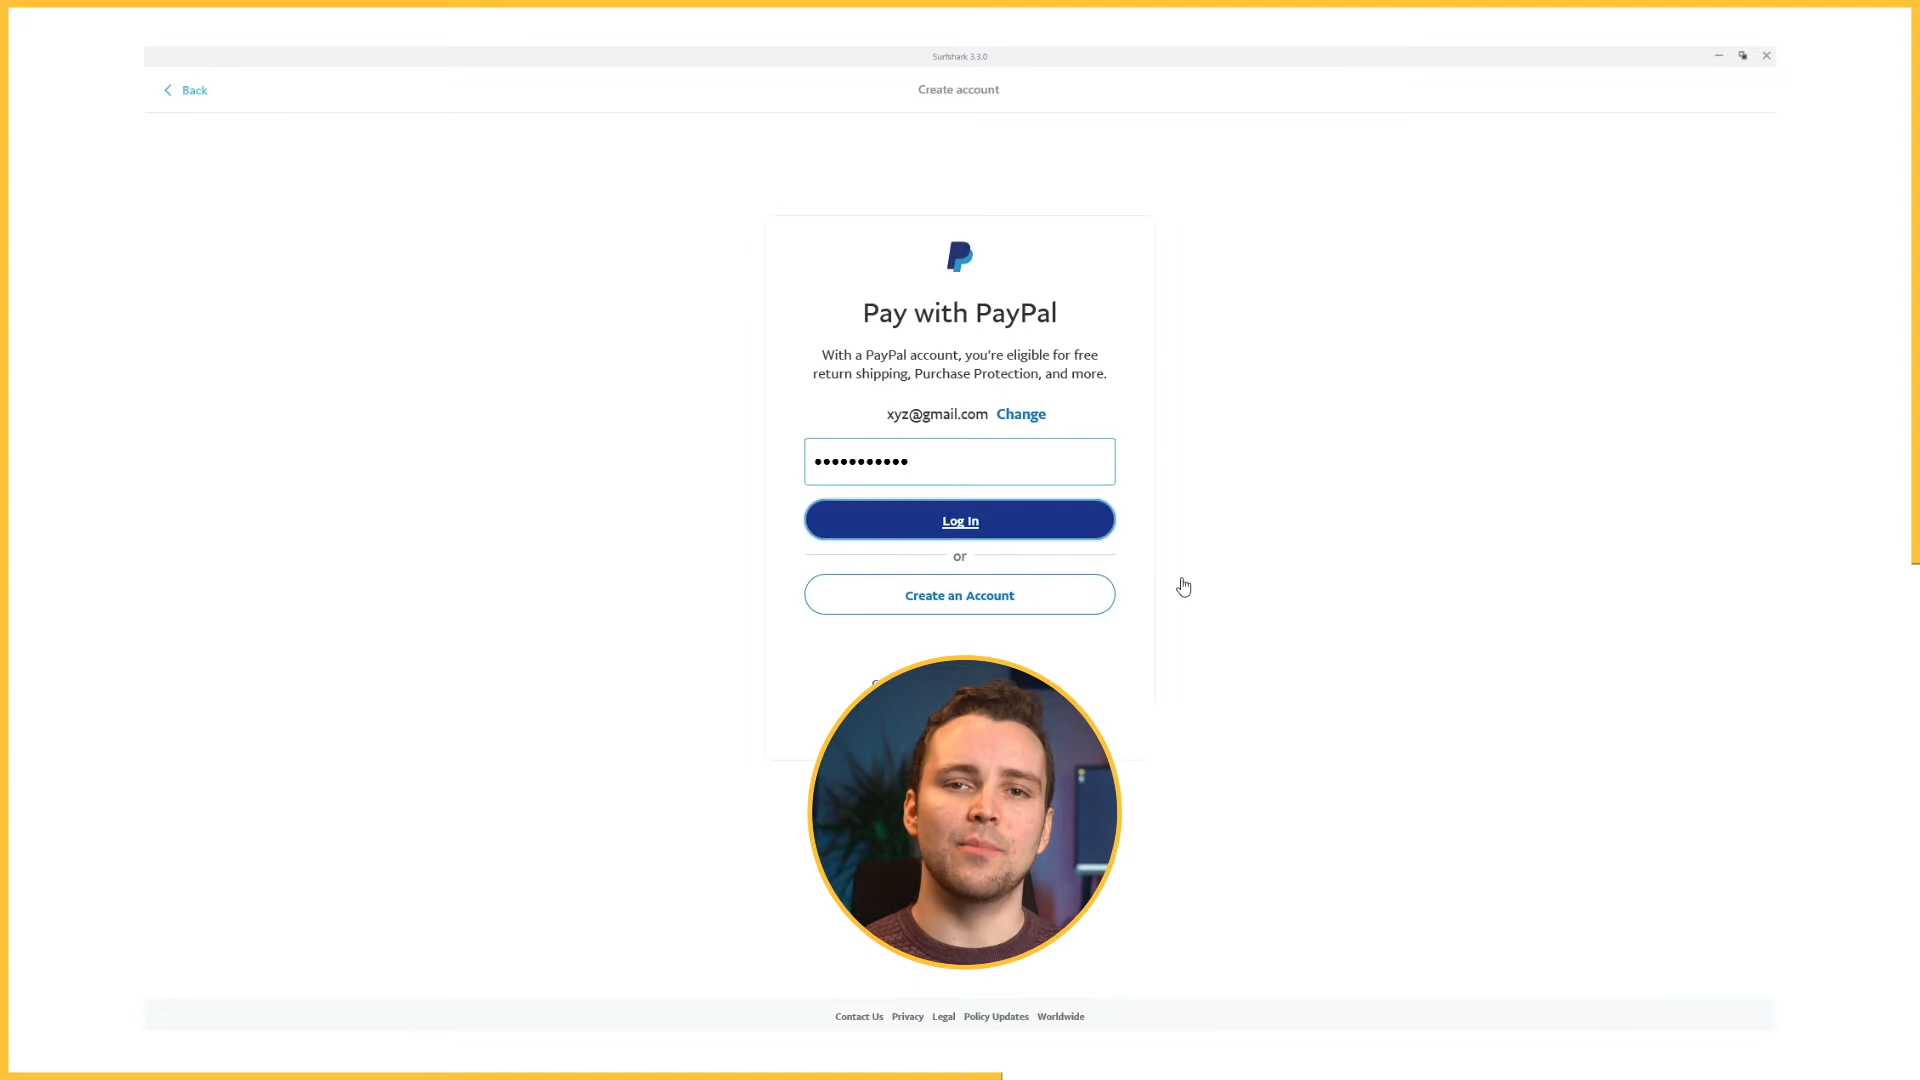 Surfshark 3.3.0
Back
Create account
Pay with PayPal
With a PayPal account, you're eligible for free
return shipping, Purchase Protection, and more.
xyz@gmail.com Change
•••••••••••
Log In
or
Create an Account
Contact Us Privacy Legal Policy Updates Worldwide